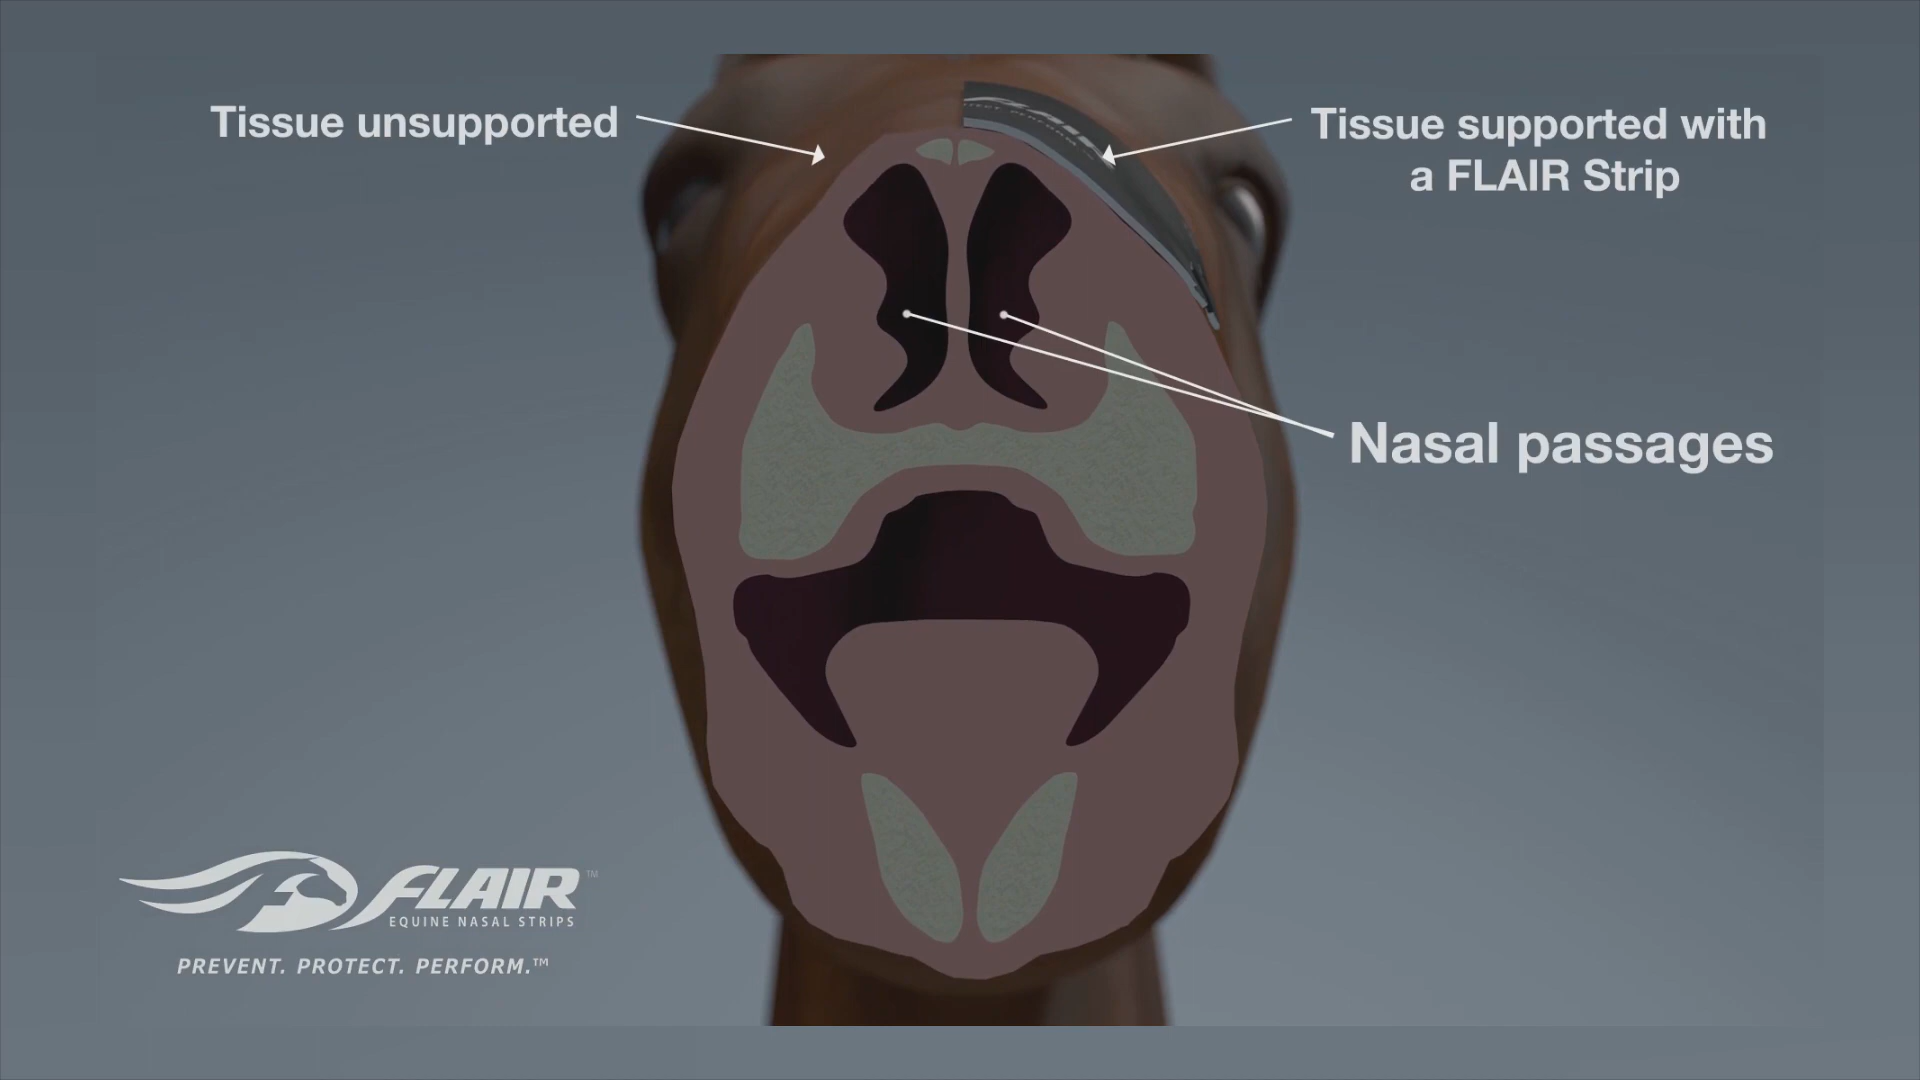 Tissue unsupported
Tissue supported with
a FLAIR Strip
Nasal passages
FLAIR™
EQUINE NASAL STRIPS
PREVENT. PROTECT. PERFORM.™